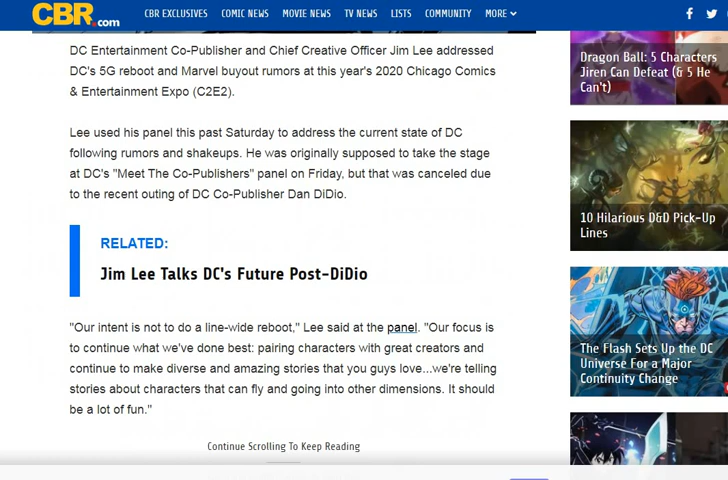 CBR.com
CBR EXCLUSIVES COMIC NEWS MOVIE NEWS TV NEWS LISTS COMMUNITY MORE
DC Entertainment Co-Publisher and Chief Creative Officer Jim Lee addressed
DC's 5G reboot and Marvel buyout rumors at this year's 2020 Chicago Comics
& Entertainment Expo (C2E2).
Lee used his panel this past Saturday to address the current state of DC
following rumors and shakeups. He was originally supposed to take the stage
at DC's "Meet The Co-Publishers" panel on Friday, but that was canceled due
to the recent outing of DC Co-Publisher Dan DiDio.
RELATED:
Jim Lee Talks DC's Future Post-DiDio
"Our intent is not to do a line-wide reboot," Lee said at the panel. "Our focus is
to continue what we've done best: pairing characters with great creators and
continue to make diverse and amazing stories that you guys love...we're telling
stories about characters that can fly and going into other dimensions. It should
be a lot of fun."
Continue Scrolling To Keep Reading
Dragon Ball: 5 Characters
Jiren Can Defeat (& 5 He
Can't)
10 Hilarious D&D Pick-Up
Lines
The Flash Sets Up the DC
Universe For a Major
Continuity Change